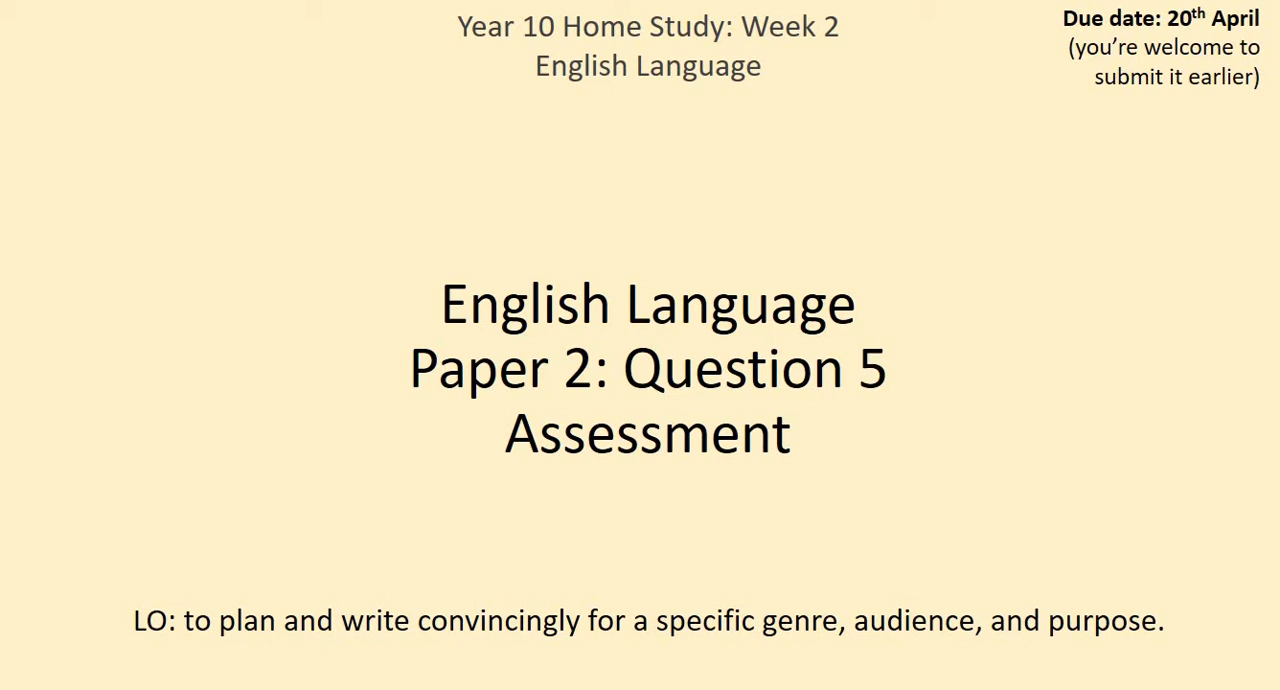 Year 10 Home Study: Week 2
English Language
Due date: 20th April
(you're welcome to
submit it earlier)
English Language
Paper 2: Question 5
Assessment
LO: to plan and write convincingly for a specific genre, audience, and purpose.